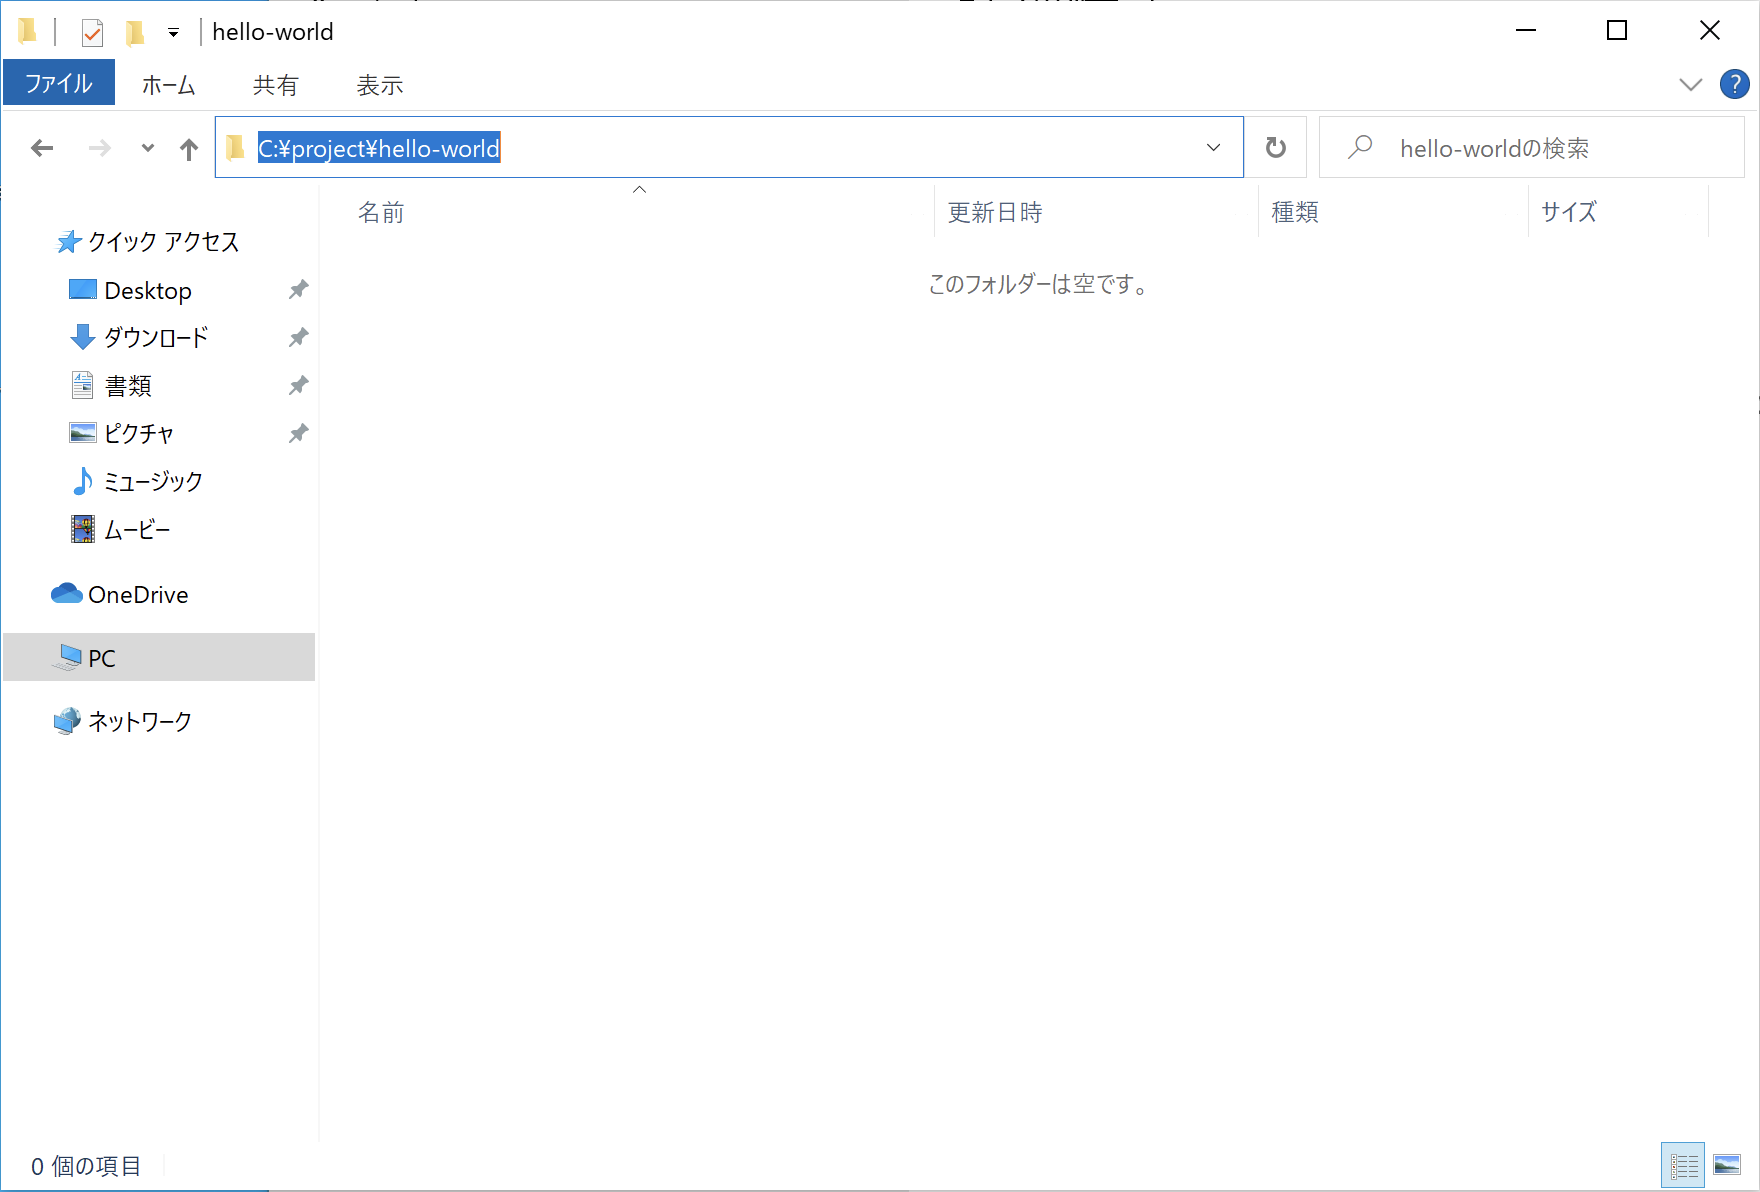 hello-world
ファイル ホーム 共有 表示
C:¥project¥hello-world
hello-worldの検索
名前 更新日時 種類 サイズ
このフォルダーは空です。
クイック アクセス
Desktop
ダウンロード
書類
ピクチャ
ミュージック
ムービー
OneDrive
PC
ネットワーク
0 個の項目